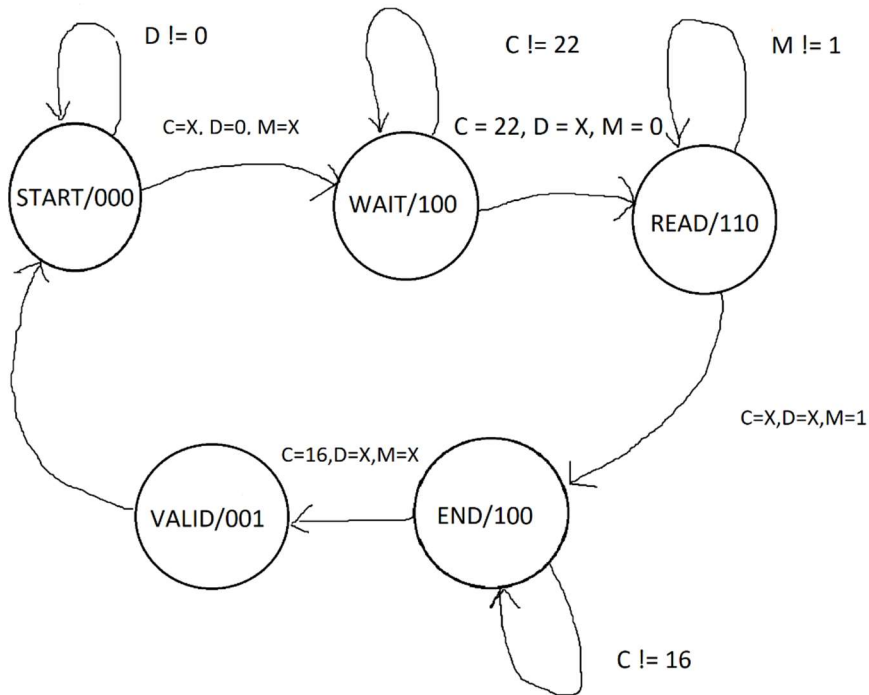 D != 0
C != 22
M != 1
C=X, D=0, M=X
C = 22, D = X, M = 0
START/000
WAIT/100
READ/110
C=X,D=X,M=1
C=16,D=X,M=X
VALID/001
END/100
C != 16